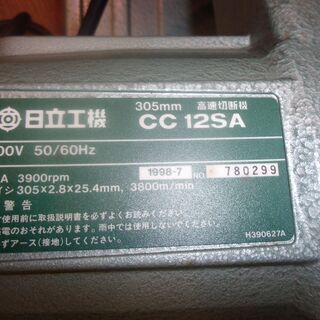 305mm 高速切断機
日立工機 CC 12SA
00V 50/60Hz
A 3900rpm 1998-7 NO. 780299
イシ 305×2.8×25.4mm, 3800m/min
警告
使用前に取扱説明書をよくお読みください。
電のおそれがあります。雨中では使用しないでください。
ずアース(接地)してください。
H390627A